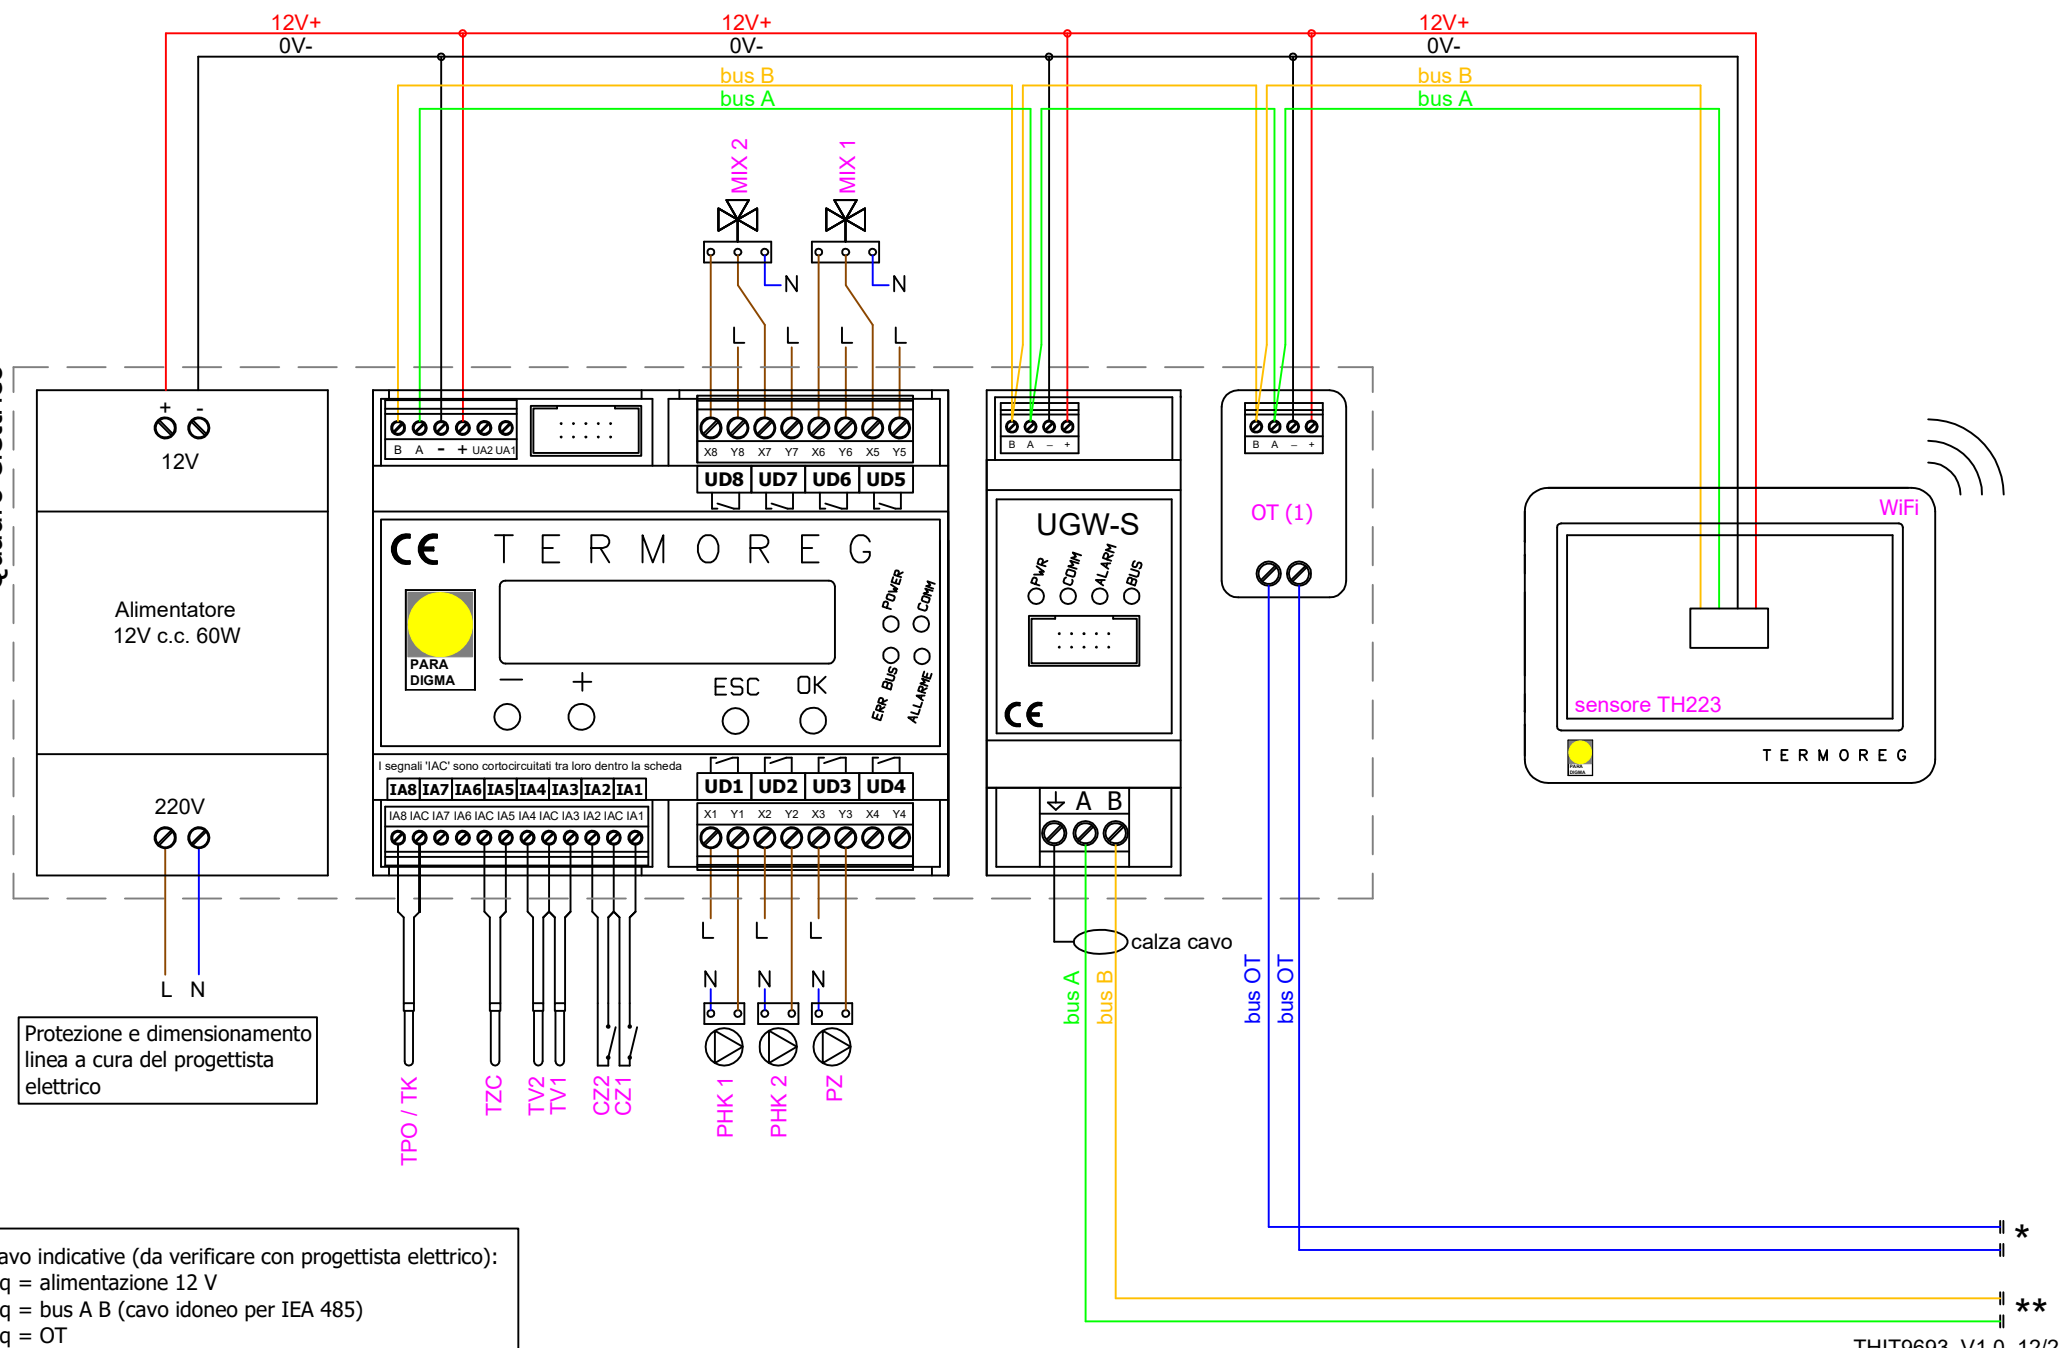 12V+ 12V+ 12V+
0V- 0V- 0V-
bus B bus B
bus A bus A
MIX 2 MIX 1
N N
L L L L
+ -
12V
B A - + UA2 UA1
X8 Y8 X7 Y7 X6 Y6 X5 Y5
UD8 UD7 UD6 UD5
B A – +
B A – +
Alimentatore
12V c.c. 60W
220V
L N
Protezione e dimensionamento
linea a cura del progettista
elettrico
CE TERMOREG
PARA
DIGMA
POWER COMM
ERR BUS ALLARME
− + ESC OK
I segnali 'IAC' sono cortocircuitati tra loro dentro la scheda
IA8 IA7 IA6 IA5 IA4 IA3 IA2 IA1
IA8 IAC IA7 IA6 IAC IA5 IA4 IAC IA3 IA2 IAC IA1
UD1 UD2 UD3 UD4
X1 Y1 X2 Y2 X3 Y3 X4 Y4
L L L
N N N
TPO / TK TZC TV2 TV1 CZ2 CZ1 PHK 1 PHK 2 PZ
UGW-S
PWR COMM ALARM BUS
CE
A B
calza cavo
bus A bus B
OT (1)
bus OT bus OT
WiFi
sensore TH223
PARA
DIGMA
TERMOREG
*
**
avo indicative (da verificare con progettista elettrico):
q = alimentazione 12 V
q = bus A B (cavo idoneo per IEA 485)
q = OT